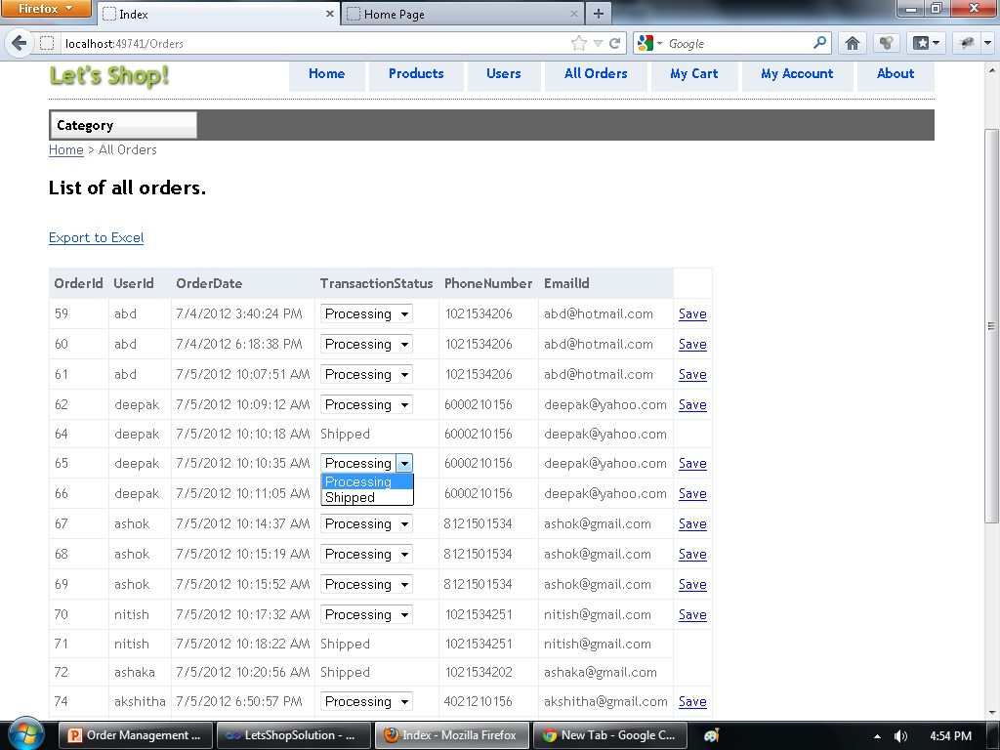 Firefox
Index
Home Page
localhost:49741/Orders
Google
Let's Shop!
Home Products Users All Orders My Cart My Account About
Category
Home > All Orders
List of all orders.
Export to Excel
OrderId UserId OrderDate TransactionStatus PhoneNumber EmailId
59 abd 7/4/2012 3:40:24 PM Processing 1021534206 abd@hotmail.com Save
60 abd 7/4/2012 6:18:38 PM Processing 1021534206 abd@hotmail.com Save
61 abd 7/5/2012 10:07:51 AM Processing 1021534206 abd@hotmail.com Save
62 deepak 7/5/2012 10:09:12 AM Processing 6000210156 deepak@yahoo.com Save
64 deepak 7/5/2012 10:10:18 AM Shipped 6000210156 deepak@yahoo.com
65 deepak 7/5/2012 10:10:35 AM Processing 6000210156 deepak@yahoo.com Save
Processing
Shipped
66 deepak 7/5/2012 10:11:05 AM 6000210156 deepak@yahoo.com Save
67 ashok 7/5/2012 10:14:37 AM Processing 8121501534 ashok@gmail.com Save
68 ashok 7/5/2012 10:15:19 AM Processing 8121501534 ashok@gmail.com Save
69 ashok 7/5/2012 10:15:52 AM Processing 8121501534 ashok@gmail.com Save
70 nitish 7/5/2012 10:17:32 AM Processing 1021534251 nitish@gmail.com Save
71 nitish 7/5/2012 10:18:22 AM Shipped 1021534251 nitish@gmail.com
72 ashaka 7/5/2012 10:20:56 AM Shipped 1021534202 ashaka@gmail.com
74 akshitha 7/5/2012 6:50:57 PM Processing 4021210156 akshitha@gmail.com Save
Order Management ... LetsShopSolution - ... Index - Mozilla Firefox New Tab - Google C... 4:54 PM